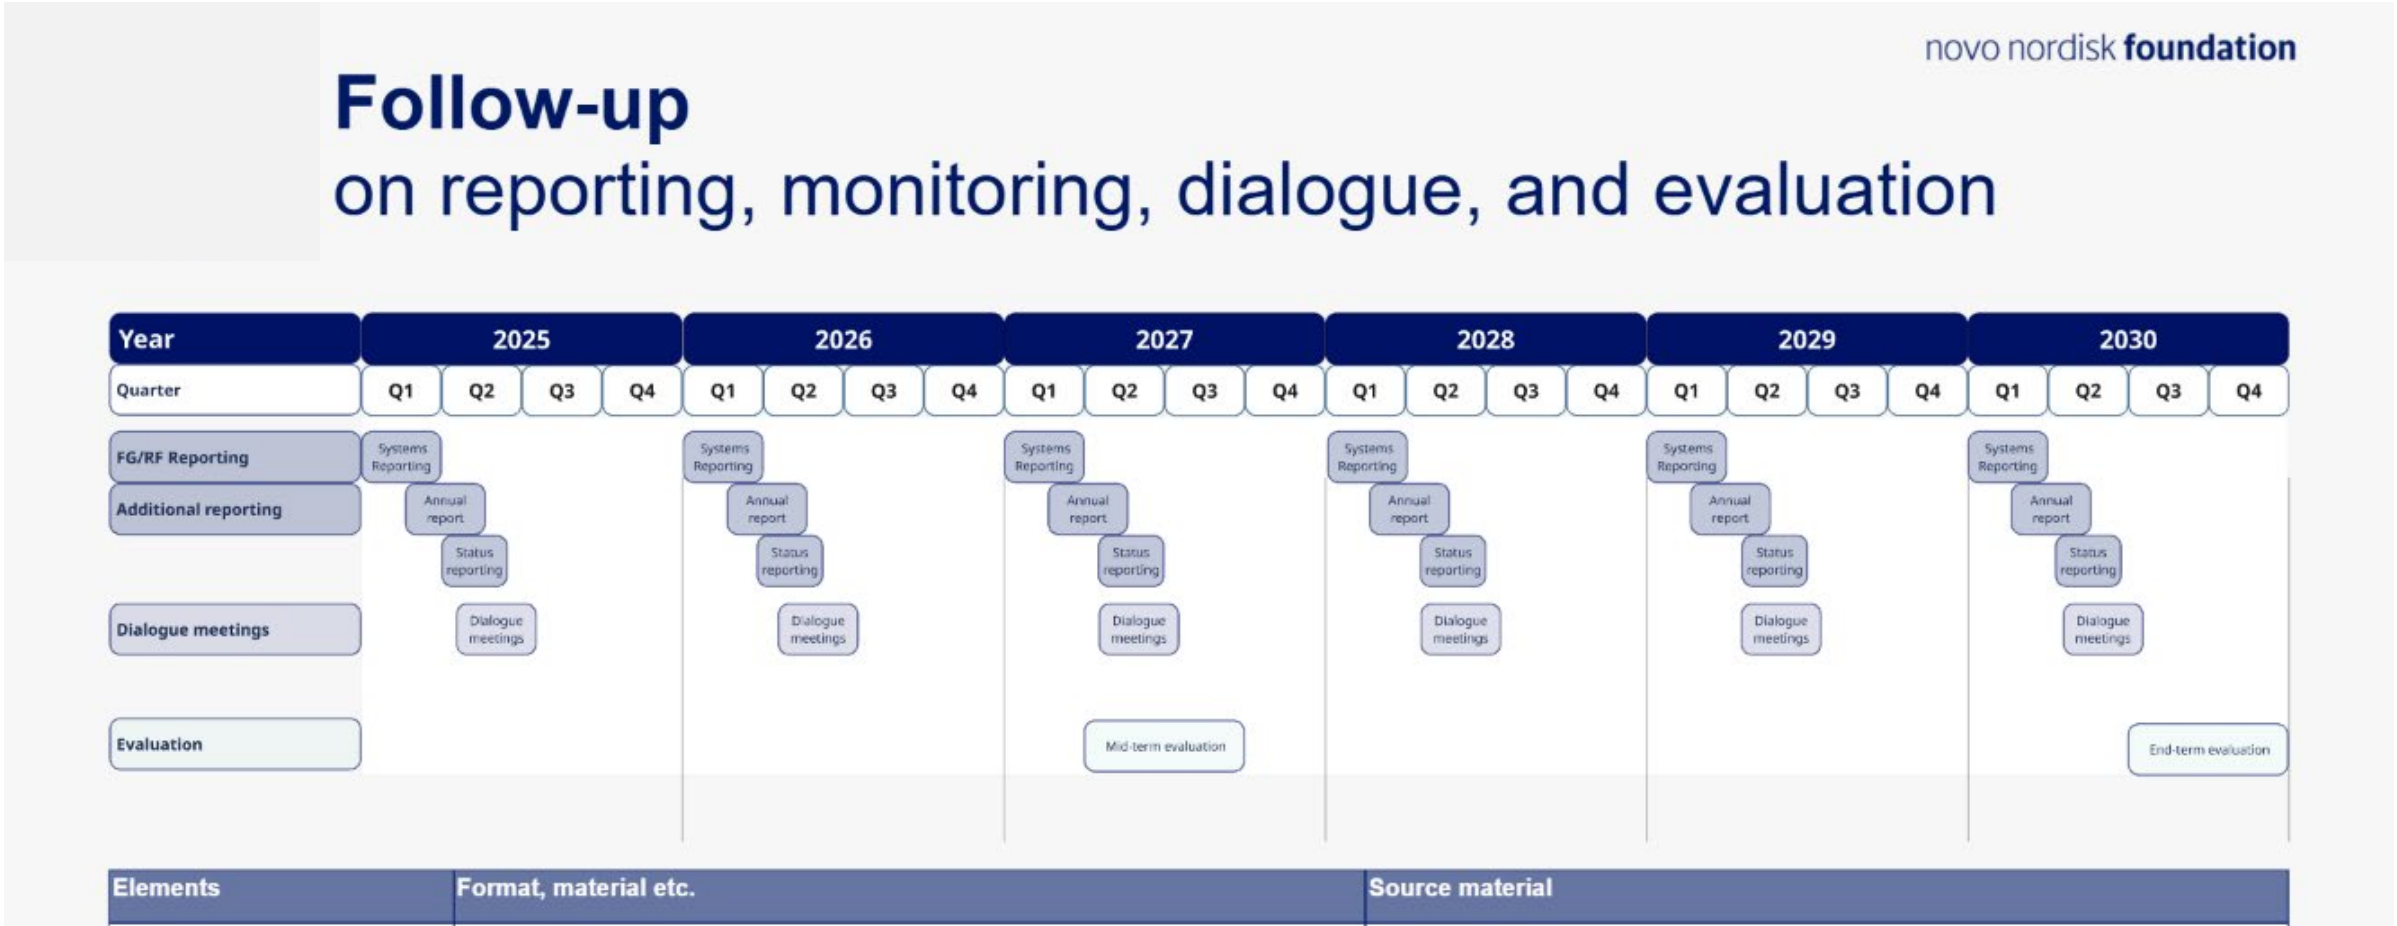 novo nordisk foundation
Follow-up
on reporting, monitoring, dialogue, and evaluation
Year 2025 2026 2027 2028 2029 2030
Quarter Q1 Q2 Q3 Q4 Q1 Q2 Q3 Q4 Q1 Q2 Q3 Q4 Q1 Q2 Q3 Q4 Q1 Q2 Q3 Q4 Q1 Q2 Q3 Q4
Systems Systems Systems Systems Systems Systems
FG/RF Reporting
Reporting Reporting Reporting Reporting Reporting Reporting
Annual Annual Annual Annual Annual Annual
Additional reporting
report report report report report report
Status Status Status Status Status Status
reporting reporting reporting reporting reporting reporting
Dialogue Dialogue Dialogue Dialogue Dialogue Dialogue
Dialogue meetings
meetings meetings meetings meetings meetings meetings
Evaluation Mid-term evaluation End-term evaluation
Elements Format, material etc. Source material